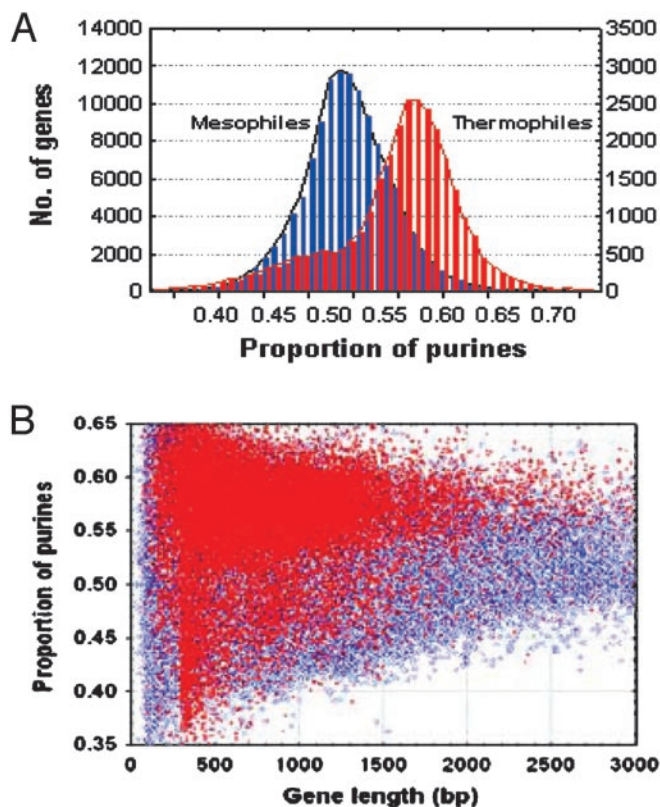 A
14000 3500
12000 3000
10000 2500
8000 Mesophiles Thermophiles 2000
6000 1500
4000 1000
2000 500
0 0
No. of genes
0.40 0.45 0.50 0.55 0.60 0.65 0.70
Proportion of purines
B
0.65
0.60
0.55
0.50
0.45
0.40
0.35
Proportion of purines
0 500 1000 1500 2000 2500 3000
Gene length (bp)